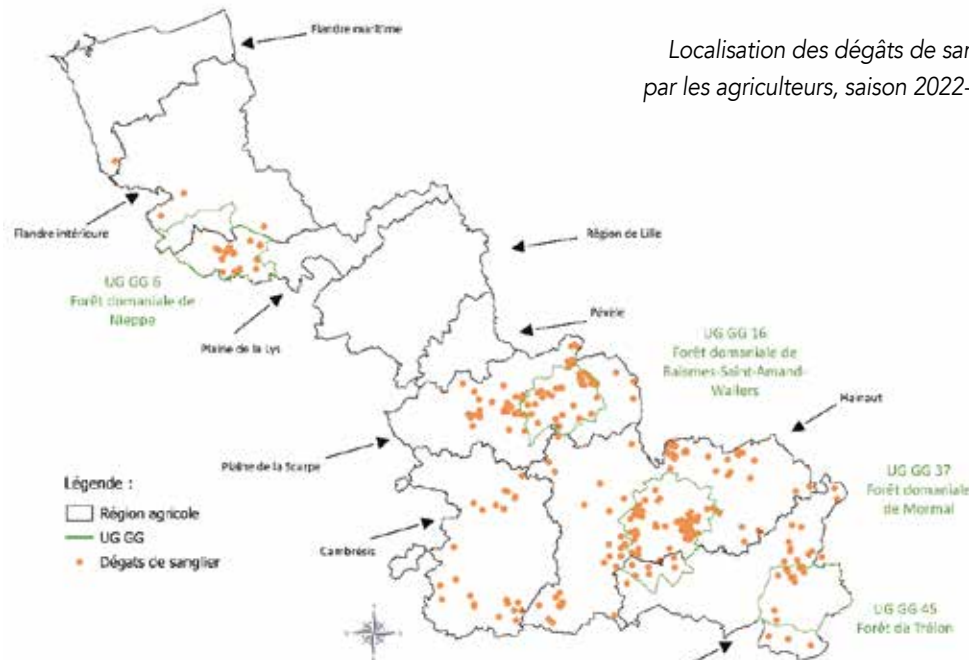 Localisation des dégâts de san
par les agriculteurs, saison 2022-
Flandre maritime
Flandre intérieure
UG GG 6
Forêt domaniale de
Nieppe
Plaine de la Lys
Région de Lille
Pévèle
UG GG 16
Forêt domaniale de
Raismes-Saint-Amand-
Wallers
Hainaut
Plaine de la Scarpe
UG GG 37
Forêt domaniale
de Mormal
Légende :
Région agricole
UG GG
Dégats de sanglier
Cambrésis
UG GG 45
Forêt de Trélon